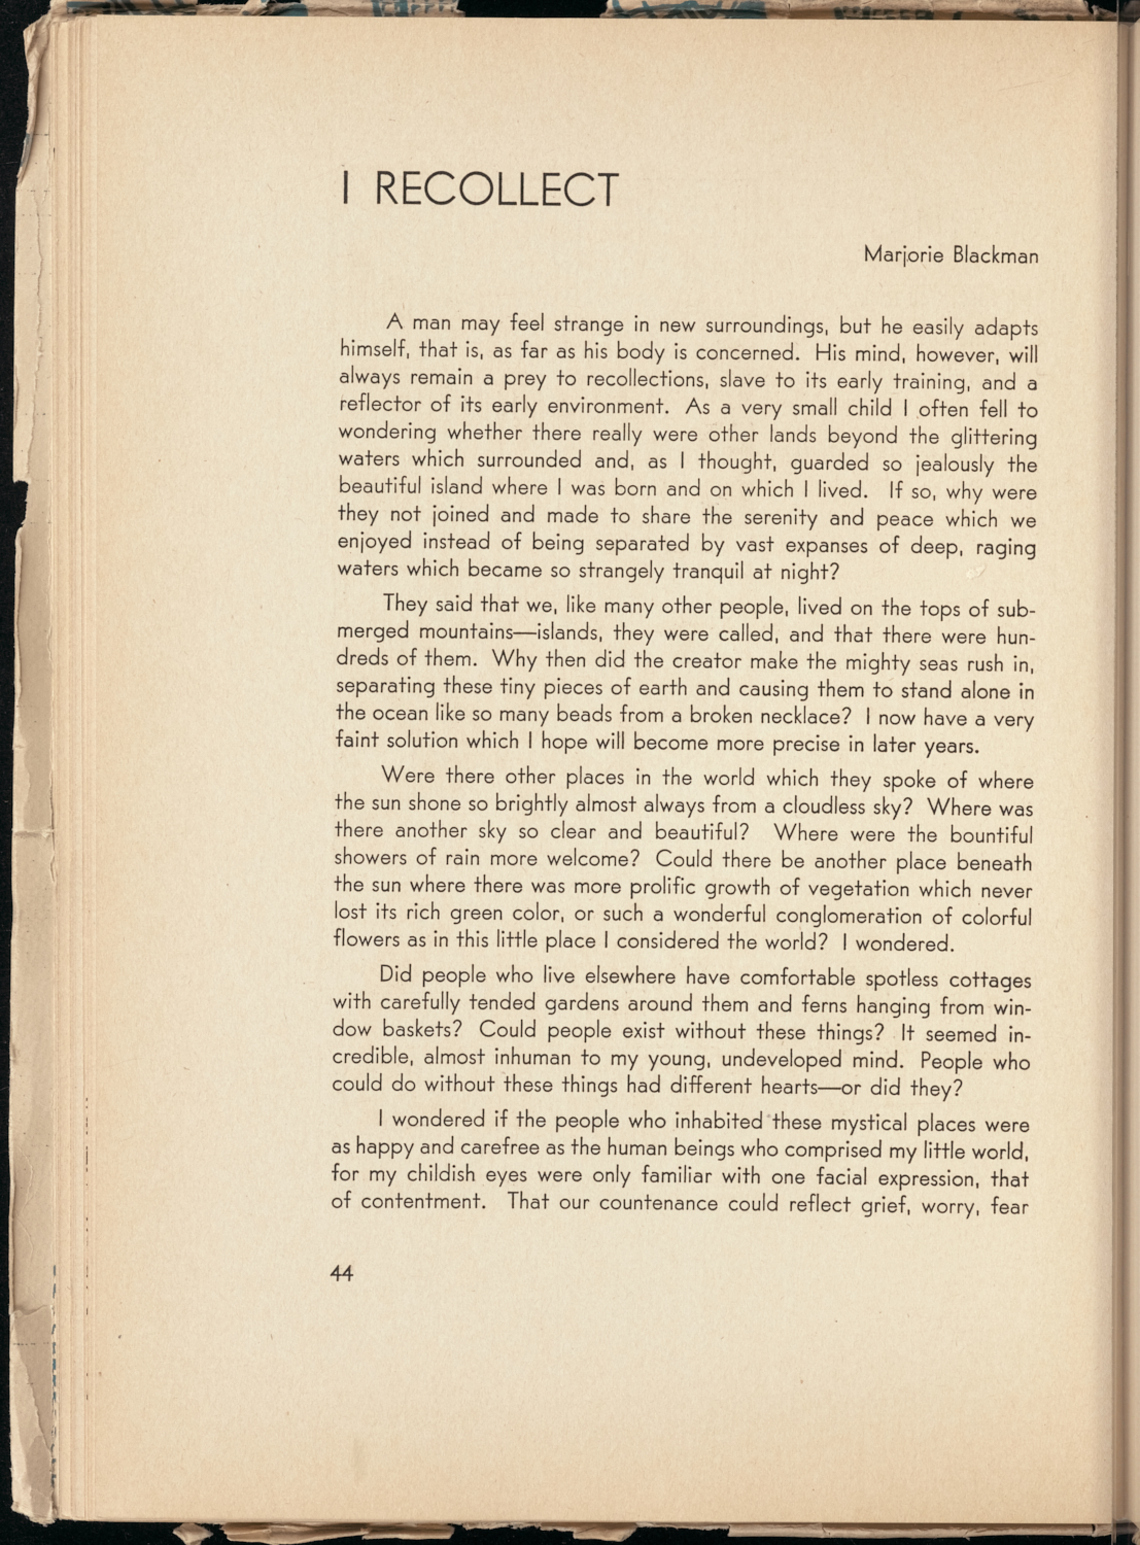 I RECOLLECT
Marjorie Blackman
A man may feel strange in new surroundings, but he easily adapts
himself, that is, as far as his body is concerned. His mind, however, will
always remain a prey to recollections, slave to its early training, and a
reflector of its early environment. As a very small child I often fell to
wondering whether there really were other lands beyond the glittering
waters which surrounded and, as I thought, guarded so jealously the
beautiful island where I was born and on which I lived. If so, why were
they not joined and made to share the serenity and peace which we
enjoyed instead of being separated by vast expanses of deep, raging
waters which became so strangely tranquil at night?
They said that we, like many other people, lived on the tops of sub-
merged mountains—islands, they were called, and that there were hun-
dreds of them. Why then did the creator make the mighty seas rush in,
separating these tiny pieces of earth and causing them to stand alone in
the ocean like so many beads from a broken necklace? I now have a very
faint solution which I hope will become more precise in later years.
Were there other places in the world which they spoke of where
the sun shone so brightly almost always from a cloudless sky? Where was
there another sky so clear and beautiful? Where were the bountiful
showers of rain more welcome? Could there be another place beneath
the sun where there was more prolific growth of vegetation which never
lost its rich green color, or such a wonderful conglomeration of colorful
flowers as in this little place I considered the world? I wondered.
Did people who live elsewhere have comfortable spotless cottages
with carefully tended gardens around them and ferns hanging from win-
dow baskets? Could people exist without these things? It seemed in-
credible, almost inhuman to my young, undeveloped mind. People who
could do without these things had different hearts—or did they?
I wondered if the people who inhabited these mystical places were
as happy and carefree as the human beings who comprised my little world,
for my childish eyes were only familiar with one facial expression, that
of contentment. That our countenance could reflect grief, worry, fear
44